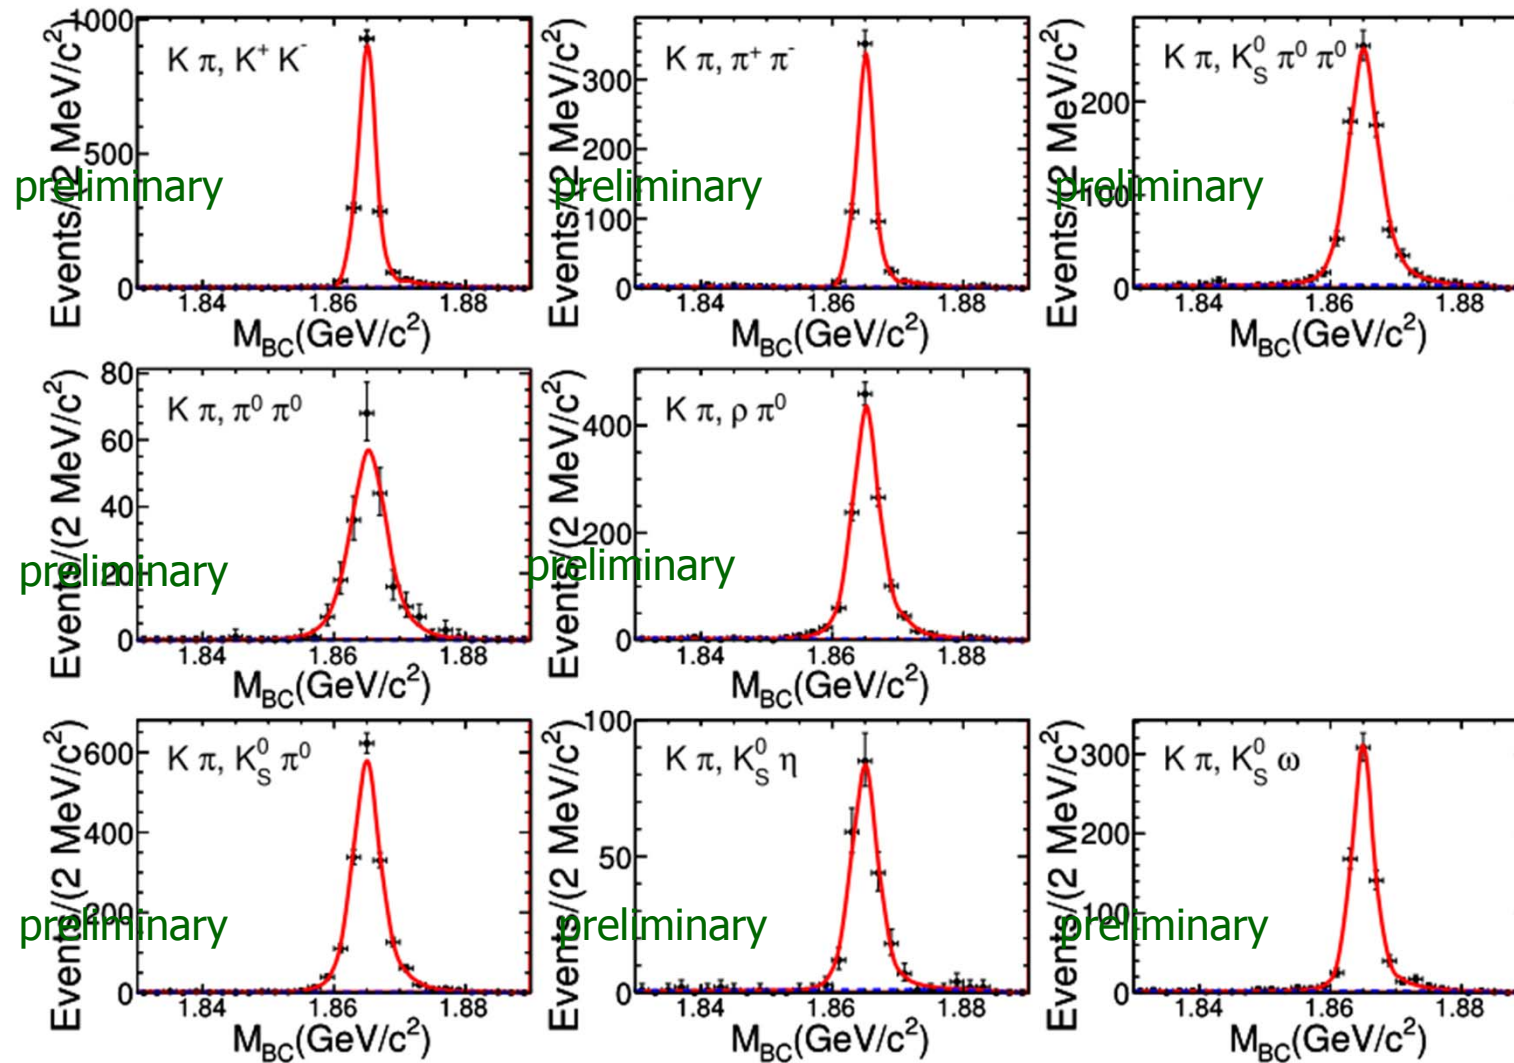 Events/(2 MeV/c²)
1000
500
0
K π, K⁺ K⁻
preliminary
1.84 1.86 1.88
M_BC(GeV/c²)
Events/(2 MeV/c²)
300
200
100
0
K π, π⁺ π⁻
preliminary
1.84 1.86 1.88
M_BC(GeV/c²)
Events/(2 MeV/c²)
200
100
0
K π, K⁰_S π⁰ π⁰
preliminary
1.84 1.86 1.88
M_BC(GeV/c²)
Events/(2 MeV/c²)
80
60
40
20
0
K π, π⁰ π⁰
preliminary
1.84 1.86 1.88
M_BC(GeV/c²)
Events/(2 MeV/c²)
400
200
0
K π, ρ π⁰
preliminary
1.84 1.86 1.88
M_BC(GeV/c²)
Events/(2 MeV/c²)
600
400
200
0
K π, K⁰_S π⁰
preliminary
1.84 1.86 1.88
M_BC(GeV/c²)
Events/(2 MeV/c²)
100
50
0
K π, K⁰_S η
preliminary
1.84 1.86 1.88
M_BC(GeV/c²)
Events/(2 MeV/c²)
300
200
100
0
K π, K⁰_S ω
preliminary
1.84 1.86 1.88
M_BC(GeV/c²)